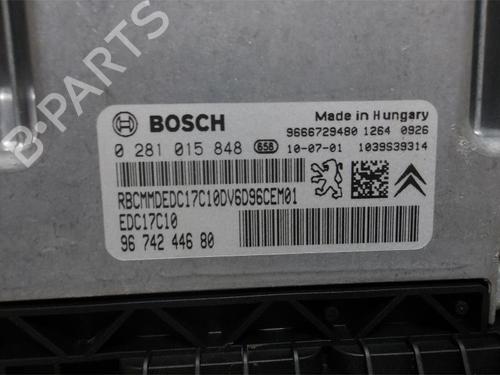 B-PARTS
BOSCH
Made in Hungary
9666729480 1264 0926
0 281 015 848 658 10-07-01 1039S39314
RBCMMDEDC17C10DV6D96CEM01
EDC17C10
96 742 446 80